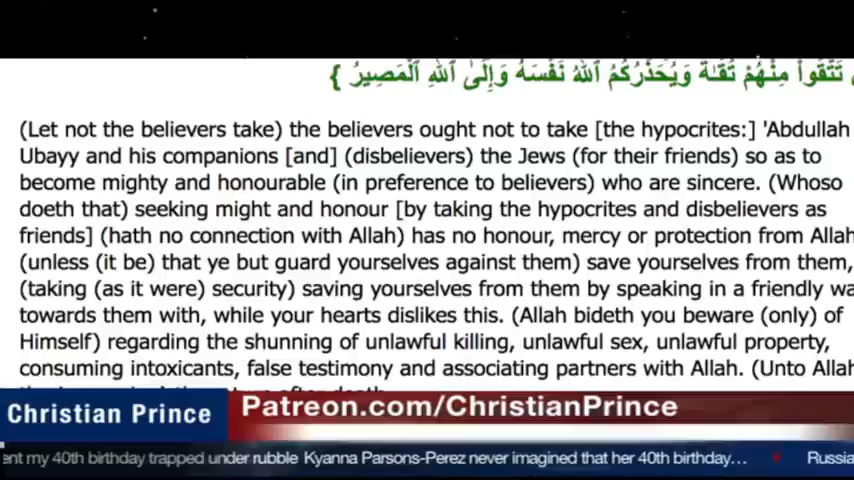 تَتَّقُواْ مِنْهُمْ تُقَـٰةً وَيُحَذِّرُكُمُ ٱللَّهُ نَفْسَهُ وَإِلَىٰ ٱللَّهِ ٱلْمَصِيرُ }
(Let not the believers take) the believers ought not to take [the hypocrites:] 'Abdullah
Ubayy and his companions [and] (disbelievers) the Jews (for their friends) so as to
become mighty and honourable (in preference to believers) who are sincere. (Whoso
doeth that) seeking might and honour [by taking the hypocrites and disbelievers as
friends] (hath no connection with Allah) has no honour, mercy or protection from Allah
(unless (it be) that ye but guard yourselves against them) save yourselves from them,
(taking (as it were) security) saving yourselves from them by speaking in a friendly wa
towards them with, while your hearts dislikes this. (Allah bideth you beware (only) of
Himself) regarding the shunning of unlawful killing, unlawful sex, unlawful property,
consuming intoxicants, false testimony and associating partners with Allah. (Unto Allah
Christian Prince
Patreon.com/ChristianPrince
ent my 40th birthday trapped under rubble Kyanna Parsons-Perez never imagined that her 40th birthday... Russia